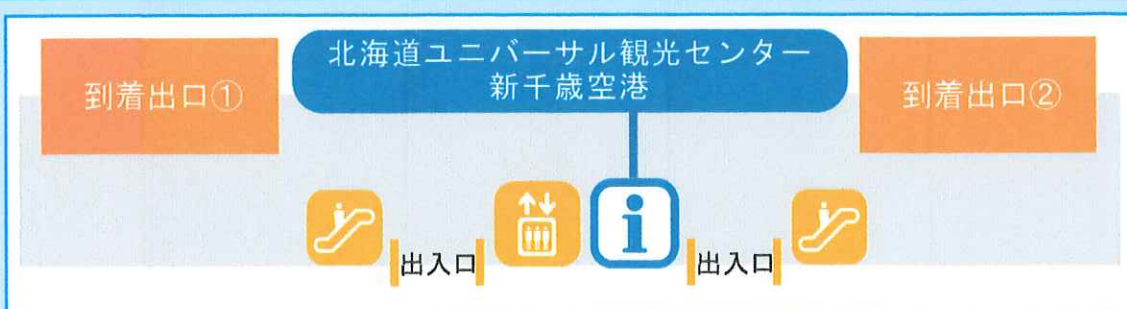 北海道ユニバーサル観光センター
新千歳空港
到着出口①
到着出口②
出入口
出入口